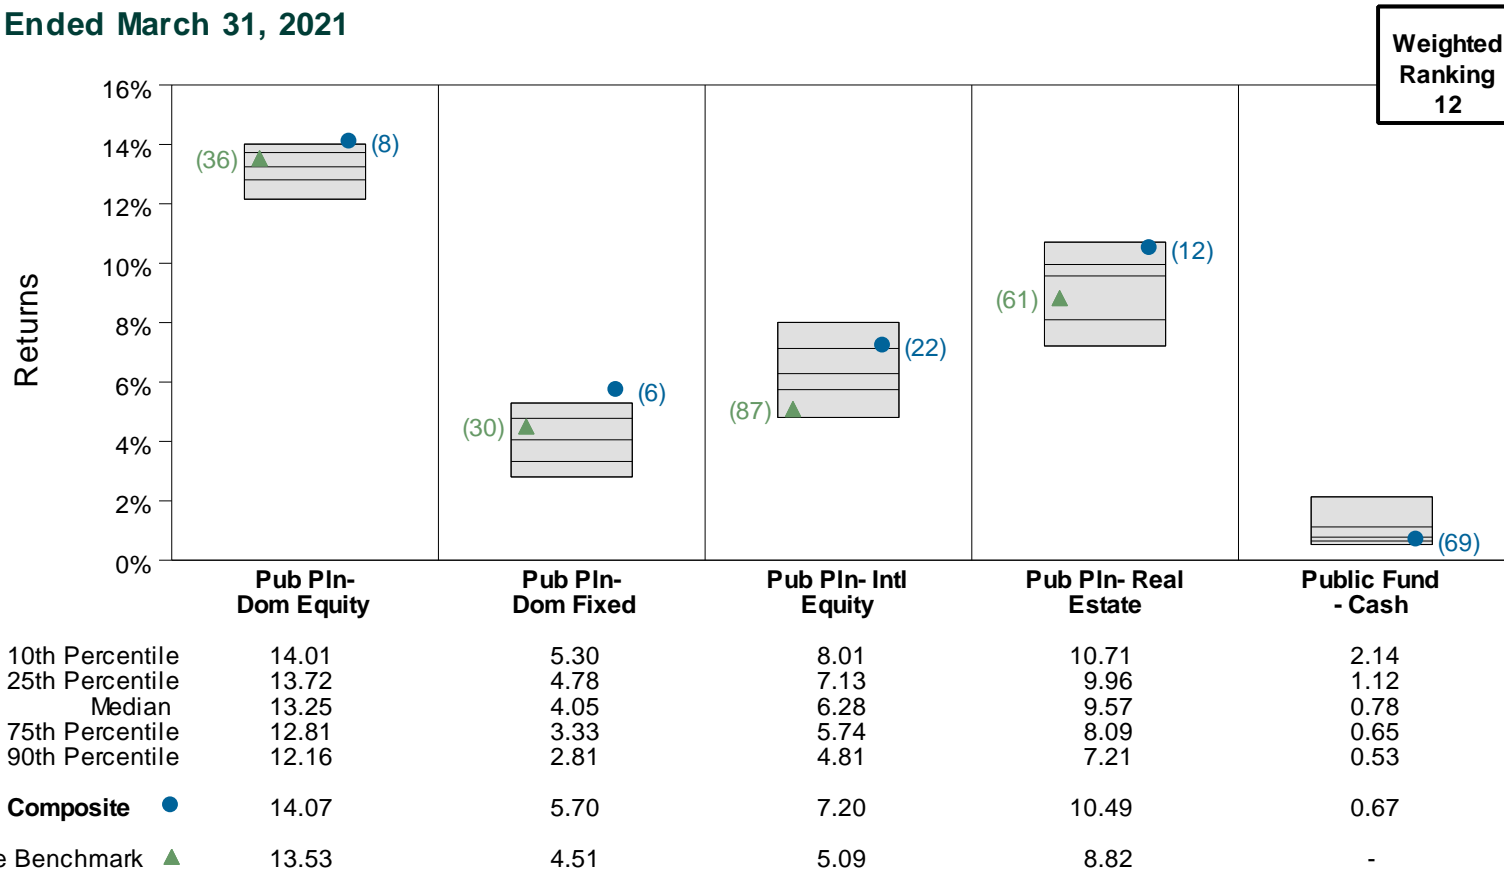 Ended March 31, 2021
Weighted
Ranking
12
16%
14%
12%
10%
8%
6%
4%
2%
0%
Returns
(36)
(8)
(30)
(6)
(87)
(22)
(61)
(12)
(69)
Pub Pln- Dom Equity
Pub Pln- Dom Fixed
Pub Pln- Intl Equity
Pub Pln- Real Estate
Public Fund - Cash
10th Percentile 14.01 5.30 8.01 10.71 2.14
25th Percentile 13.72 4.78 7.13 9.96 1.12
Median 13.25 4.05 6.28 9.57 0.78
75th Percentile 12.81 3.33 5.74 8.09 0.65
90th Percentile 12.16 2.81 4.81 7.21 0.53
Composite 14.07 5.70 7.20 10.49 0.67
e Benchmark 13.53 4.51 5.09 8.82 -